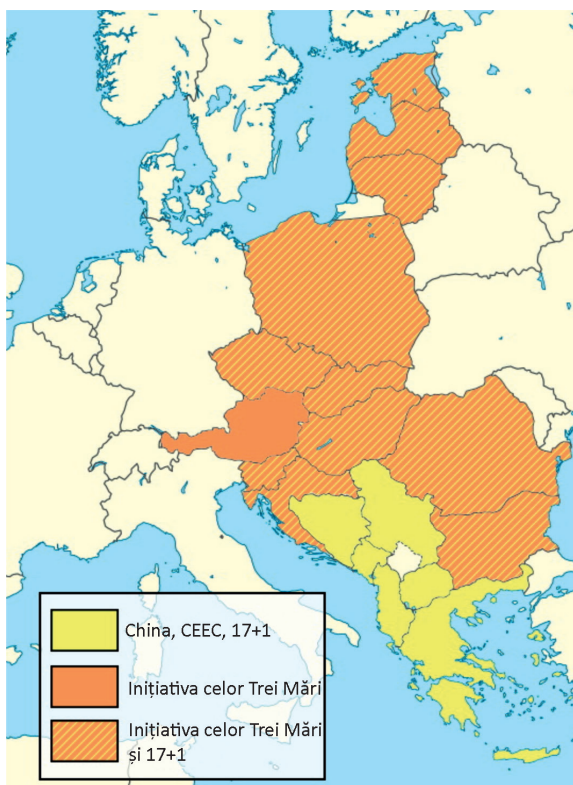 China, CEEC, 17+1
Inițiativa celor Trei Mări
Inițiativa celor Trei Mări
și 17+1